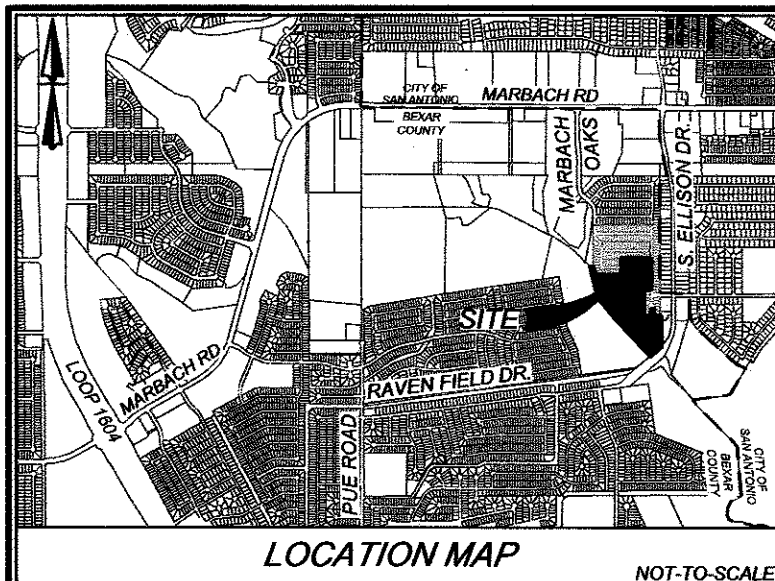 CITY OF
SAN ANTONIO
BEXAR
COUNTY
MARBACH RD
MARBACH
OAKS
S. ELLISON DR.
SITE
MARBACH RD
LOOP 1604
RAVEN FIELD DR.
PUE ROAD
CITY OF
SAN ANTONIO
BEXAR
COUNTY
LOCATION MAP
NOT-TO-SCALE